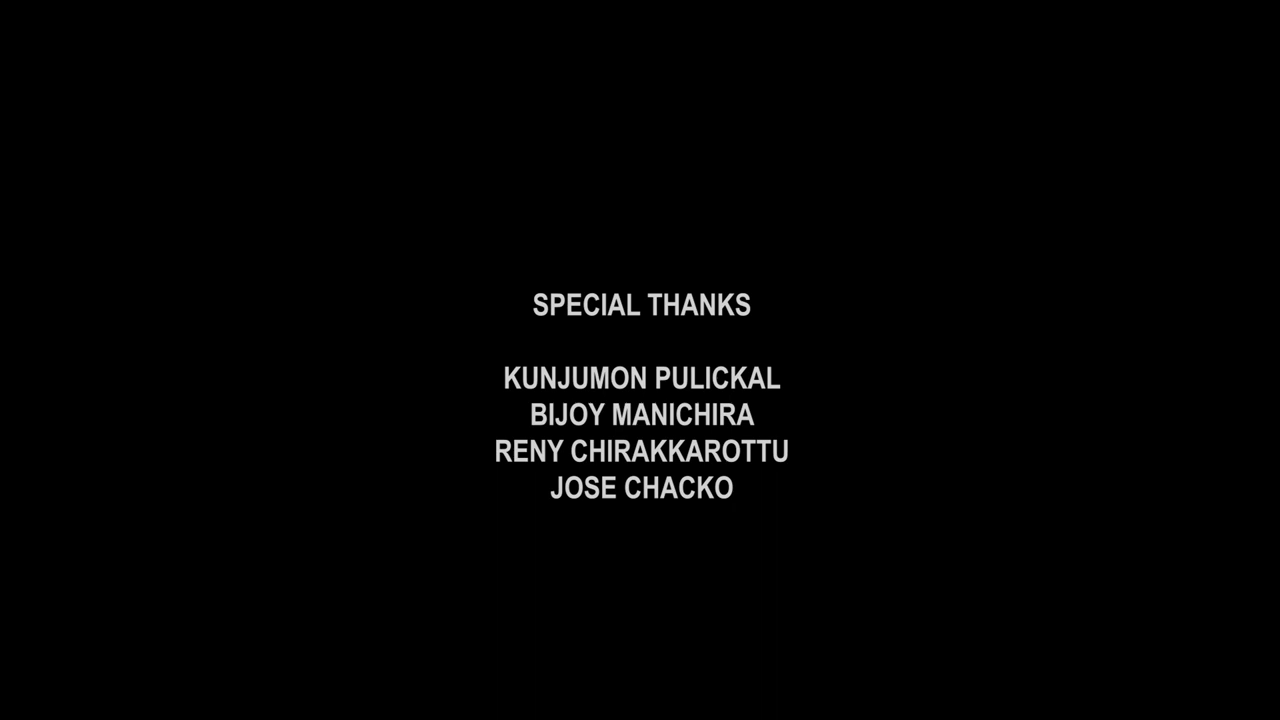 SPECIAL THANKS
KUNJUMON PULICKAL
BIJOY MANICHIRA
RENY CHIRAKKAROTTU
JOSE CHACKO